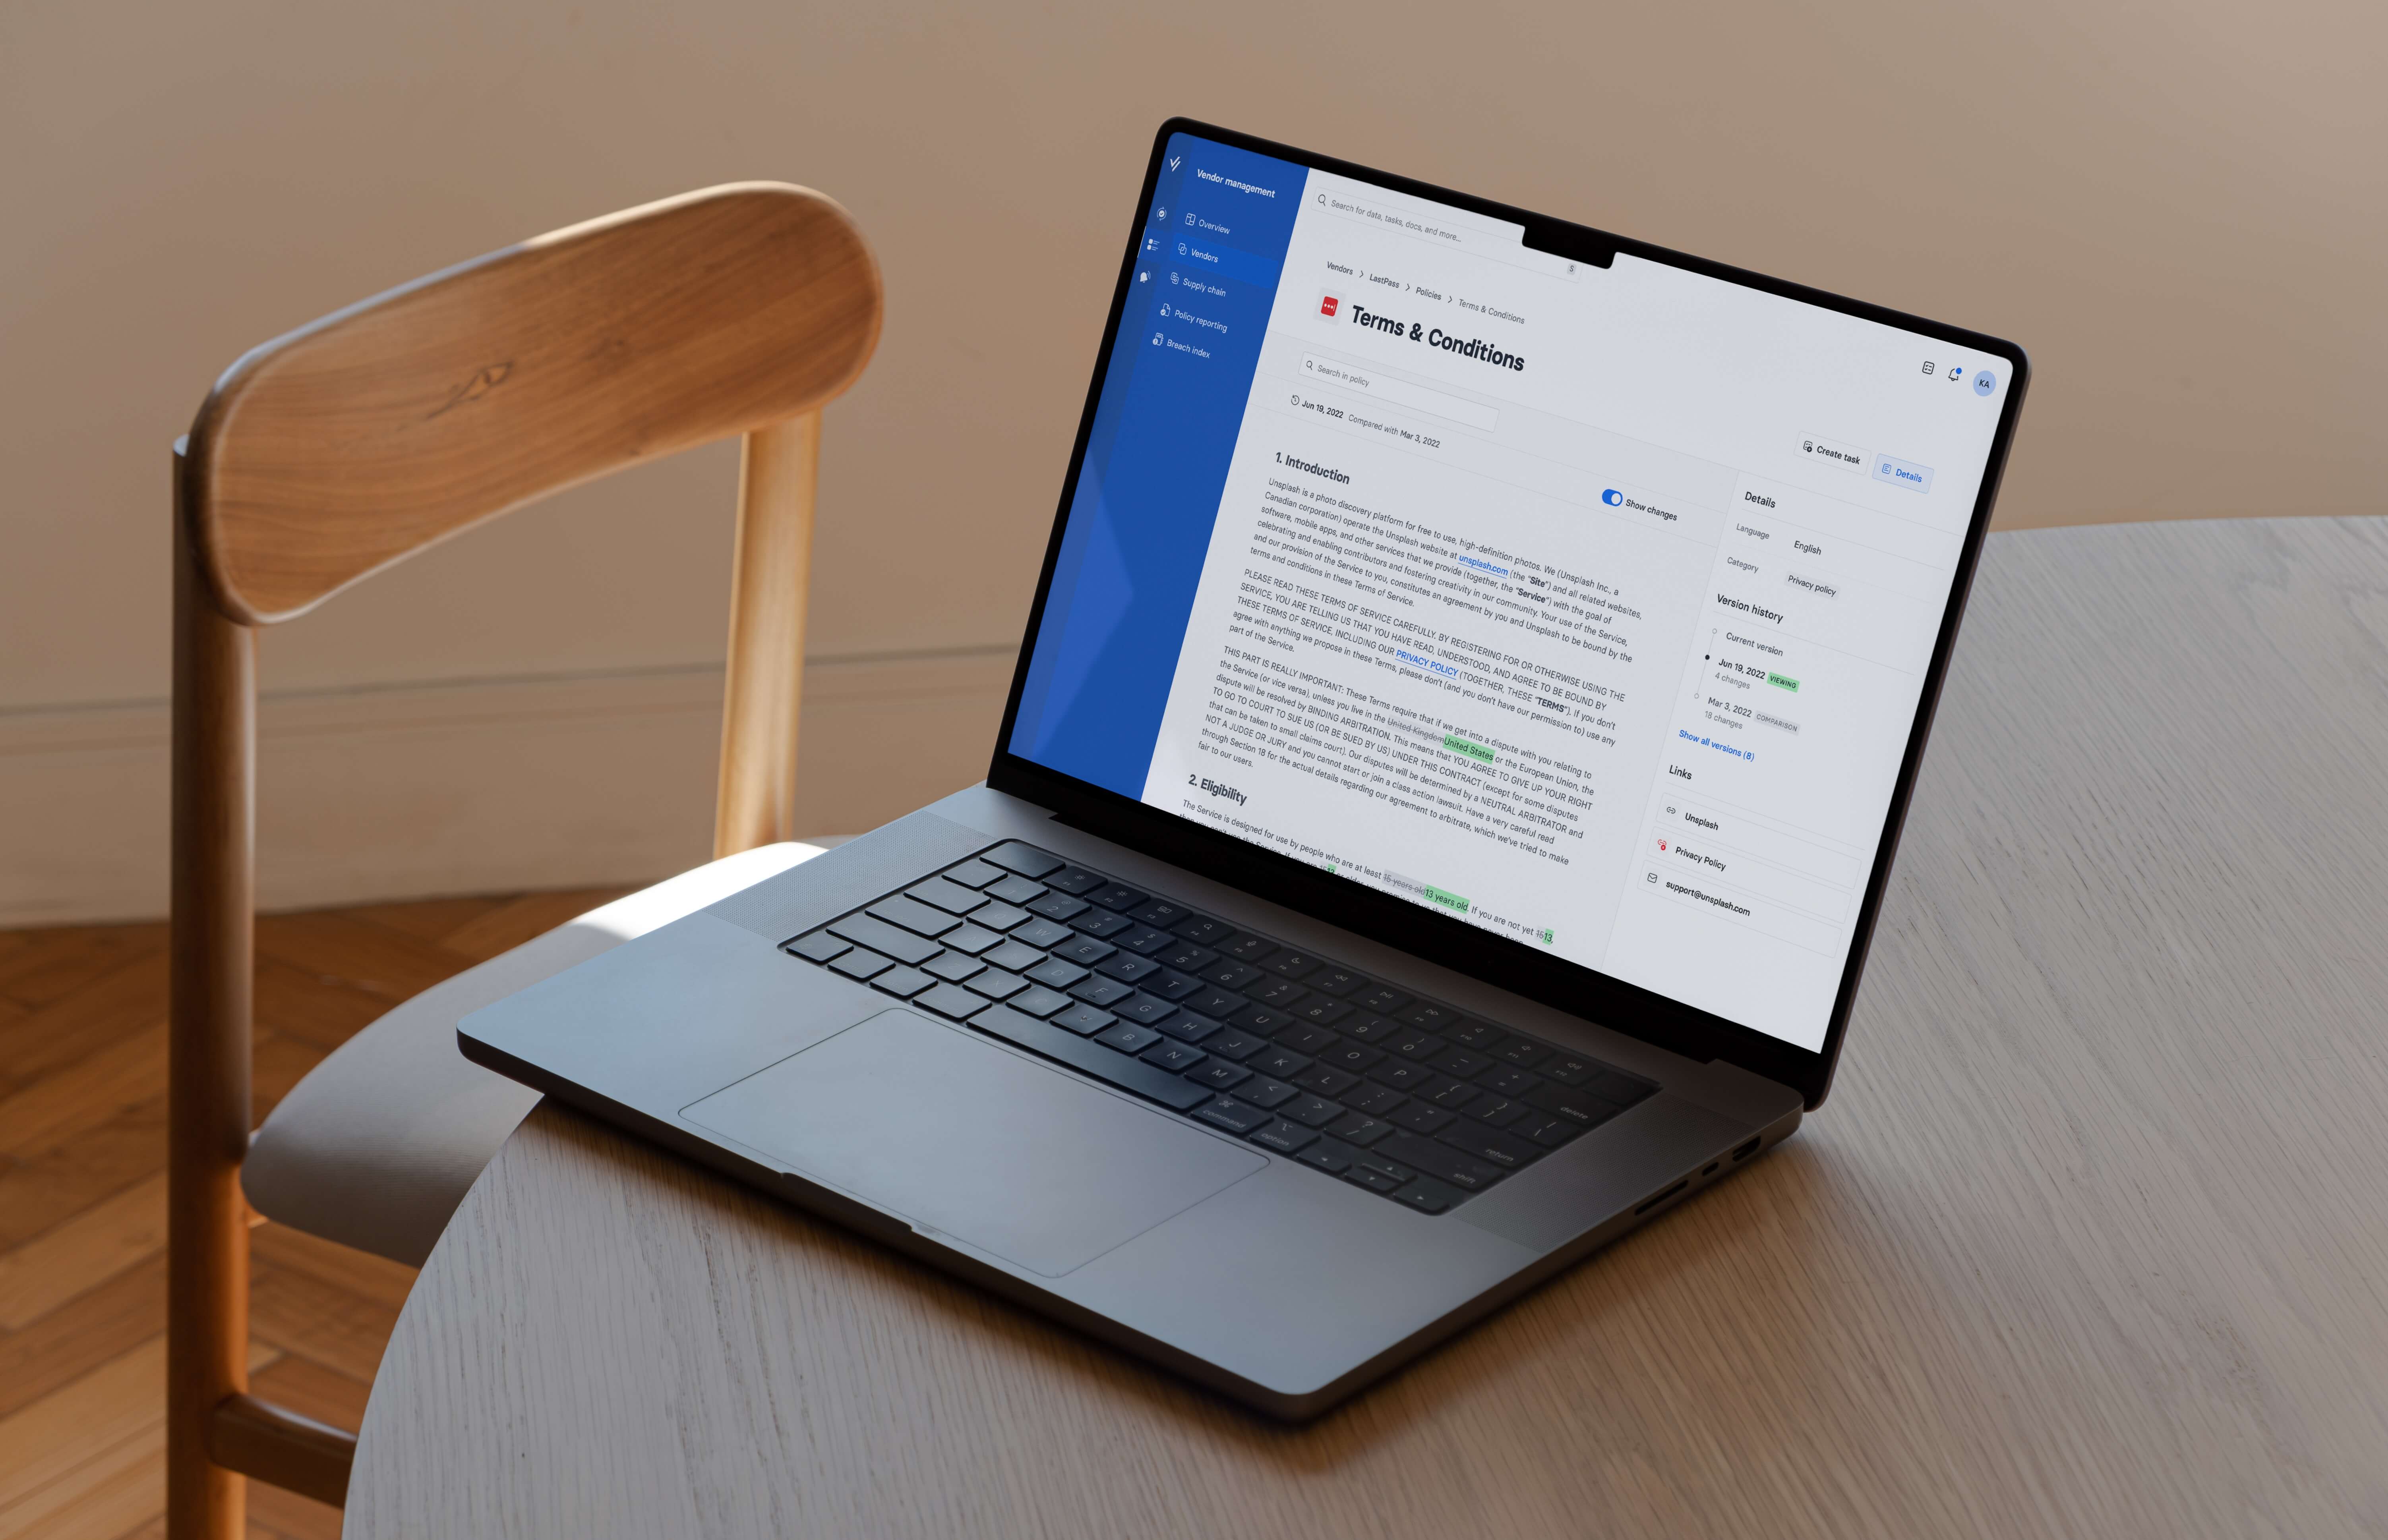 Vendor management
Overview
Vendors
Supply chain
Policy reporting
Breach index
Search for data, tasks, docs, and more...
S
KA
Vendors > LastPass > Policies > Terms & Conditions
Terms & Conditions
Create task
Details
Search in policy
Jun 19, 2022 Compared with Mar 3, 2022
Show changes
1. Introduction
Unsplash is a photo discovery platform for free to use, high-definition photos. We (Unsplash Inc., a
Canadian corporation) operate the Unsplash website at unsplash.com (the "Site") and all related websites,
software, mobile apps, and other services that we provide (together, the "Service") with the goal of
celebrating and enabling contributors and fostering creativity in our community. Your use of the Service,
and our provision of the Service to you, constitutes an agreement by you and Unsplash to be bound by the
terms and conditions in these Terms of Service.
PLEASE READ THESE TERMS OF SERVICE CAREFULLY. BY REGISTERING FOR OR OTHERWISE USING THE
SERVICE, YOU ARE TELLING US THAT YOU HAVE READ, UNDERSTOOD, AND AGREE TO BE BOUND BY
THESE TERMS OF SERVICE, INCLUDING OUR PRIVACY POLICY (TOGETHER, THESE "TERMS"). If you don't
agree with anything we propose in these Terms, please don't (and you don't have our permission to) use any
part of the Service.
THIS PART IS REALLY IMPORTANT: These Terms require that if we get into a dispute with you relating to
the Service (or vice versa), unless you live in the United Kingdom United States or the European Union, the
dispute will be resolved by BINDING ARBITRATION. This means that YOU AGREE TO GIVE UP YOUR RIGHT
TO GO TO COURT TO SUE US (OR BE SUED BY US) UNDER THIS CONTRACT (except for some disputes
that can be taken to small claims court). Our disputes will be determined by a NEUTRAL ARBITRATOR and
NOT A JUDGE OR JURY and you cannot start or join a class action lawsuit. Have a very careful read
through Section 18 for the actual details regarding our agreement to arbitrate, which we've tried to make
fair to our users.
2. Eligibility
The Service is designed for use by people who are at least 15 years old 13 years old. If you are not yet 15 13,
Details
Language English
Category Privacy policy
Version history
Current version
Jun 19, 2022 VIEWING
4 changes
Mar 3, 2022 COMPARISON
18 changes
Show all versions (8)
Links
Unsplash
Privacy Policy
support@unsplash.com
2 3 4 5 6 7 8 9 0
W E R T Y U I O P
D F G H J K L
B N M
delete
return
shift
command
option